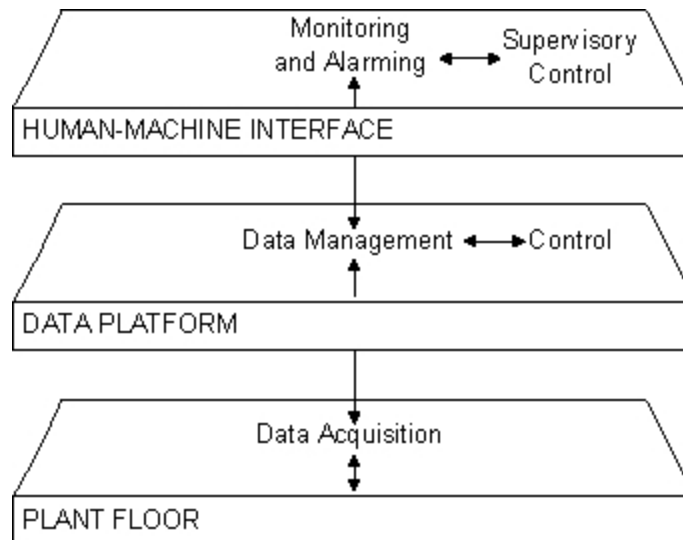 Monitoring
and Alarming
Supervisory
Control
HUMAN-MACHINE INTERFACE
Data Management
Control
DATA PLATFORM
Data Acquisition
PLANT FLOOR